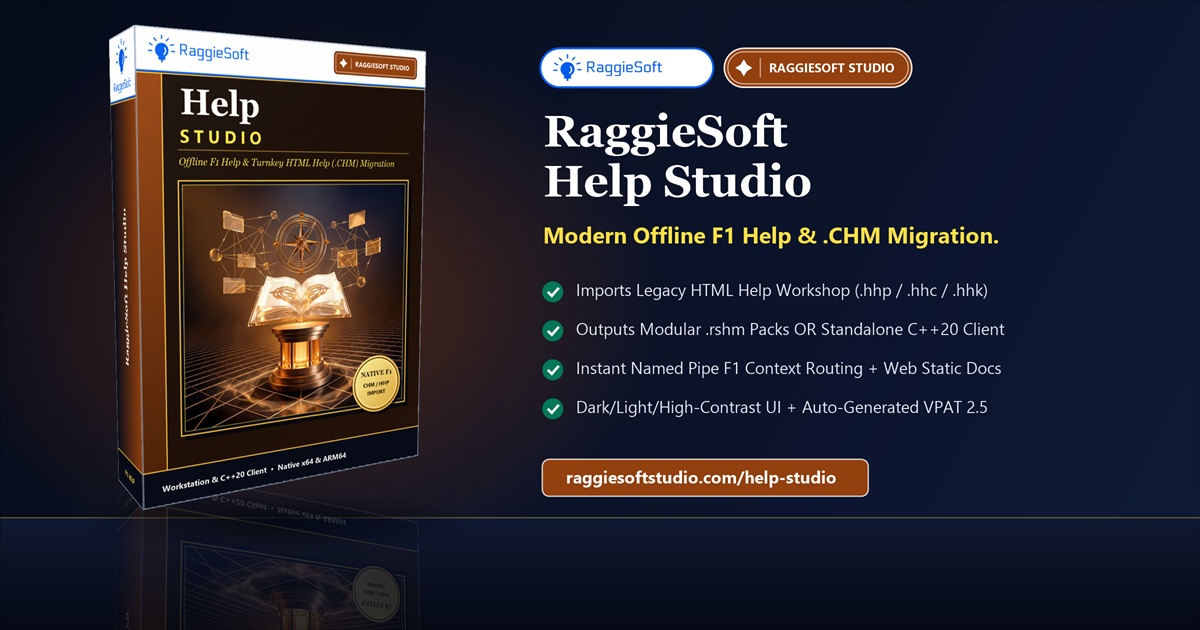 RaggieSoft
RAGGIESOFT STUDIO
RaggieSoft
Help
STUDIO
Offline F1 Help & Turnkey HTML Help (.CHM) Migration
NATIVE F1
CHM / HHP
IMPORT
Workstation & C++20 Client • Native x64 & ARM64
RaggieSoft Help Studio
RaggieSoft
RAGGIESOFT STUDIO
RaggieSoft
Help Studio
Modern Offline F1 Help & .CHM Migration.
Imports Legacy HTML Help Workshop (.hhp / .hhc / .hhk)
Outputs Modular .rshm Packs OR Standalone C++20 Client
Instant Named Pipe F1 Context Routing + Web Static Docs
Dark/Light/High-Contrast UI + Auto-Generated VPAT 2.5
raggiesoftstudio.com/help-studio